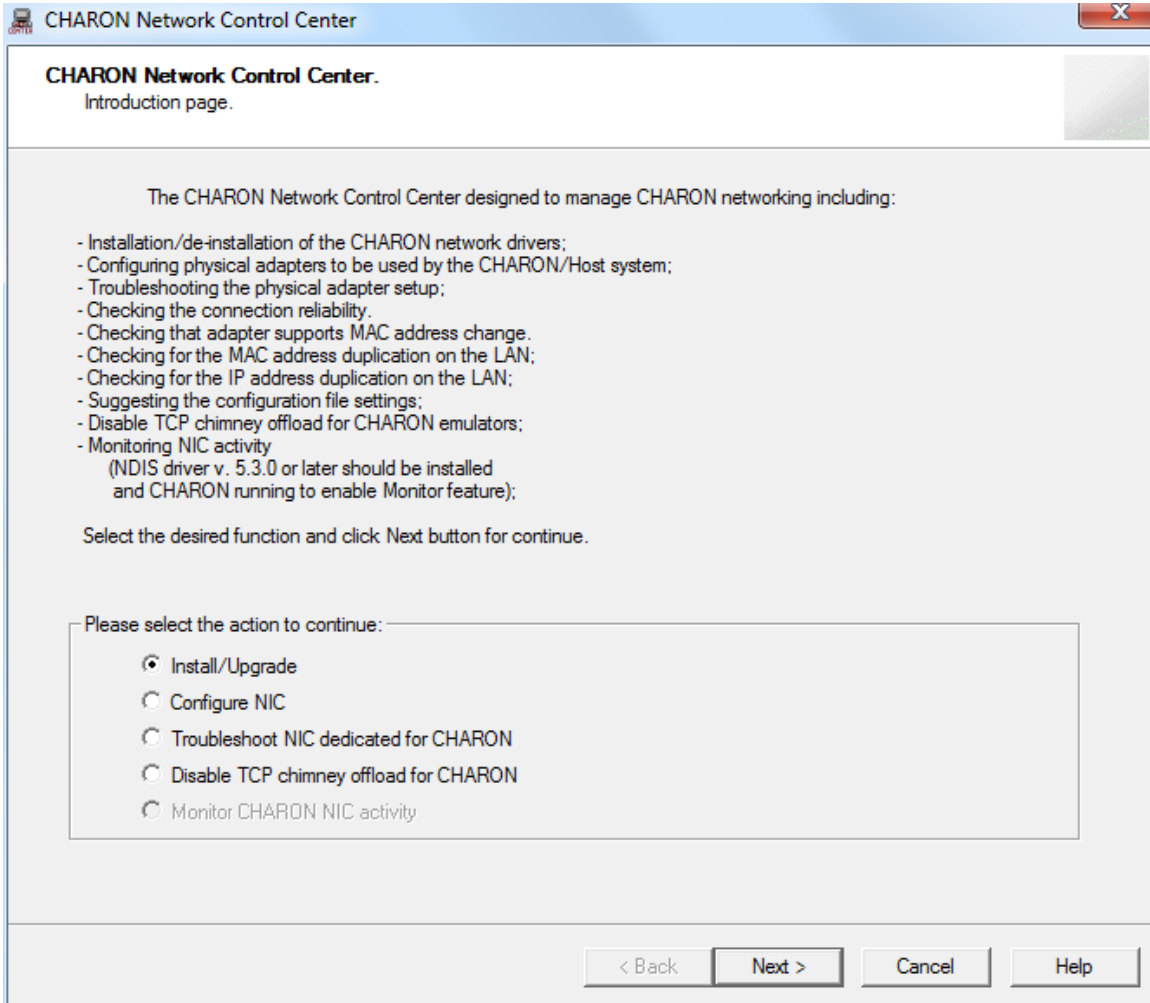 CHARON Network Control Center
CHARON Network Control Center.
Introduction page.
The CHARON Network Control Center designed to manage CHARON networking including:
- Installation/de-installation of the CHARON network drivers;
- Configuring physical adapters to be used by the CHARON/Host system;
- Troubleshooting the physical adapter setup;
- Checking the connection reliability.
- Checking that adapter supports MAC address change.
- Checking for the MAC address duplication on the LAN;
- Checking for the IP address duplication on the LAN;
- Suggesting the configuration file settings;
- Disable TCP chimney offload for CHARON emulators;
- Monitoring NIC activity
(NDIS driver v. 5.3.0 or later should be installed
and CHARON running to enable Monitor feature);
Select the desired function and click Next button for continue.
Please select the action to continue:
Install/Upgrade
Configure NIC
Troubleshoot NIC dedicated for CHARON
Disable TCP chimney offload for CHARON
Monitor CHARON NIC activity
< Back Next > Cancel Help